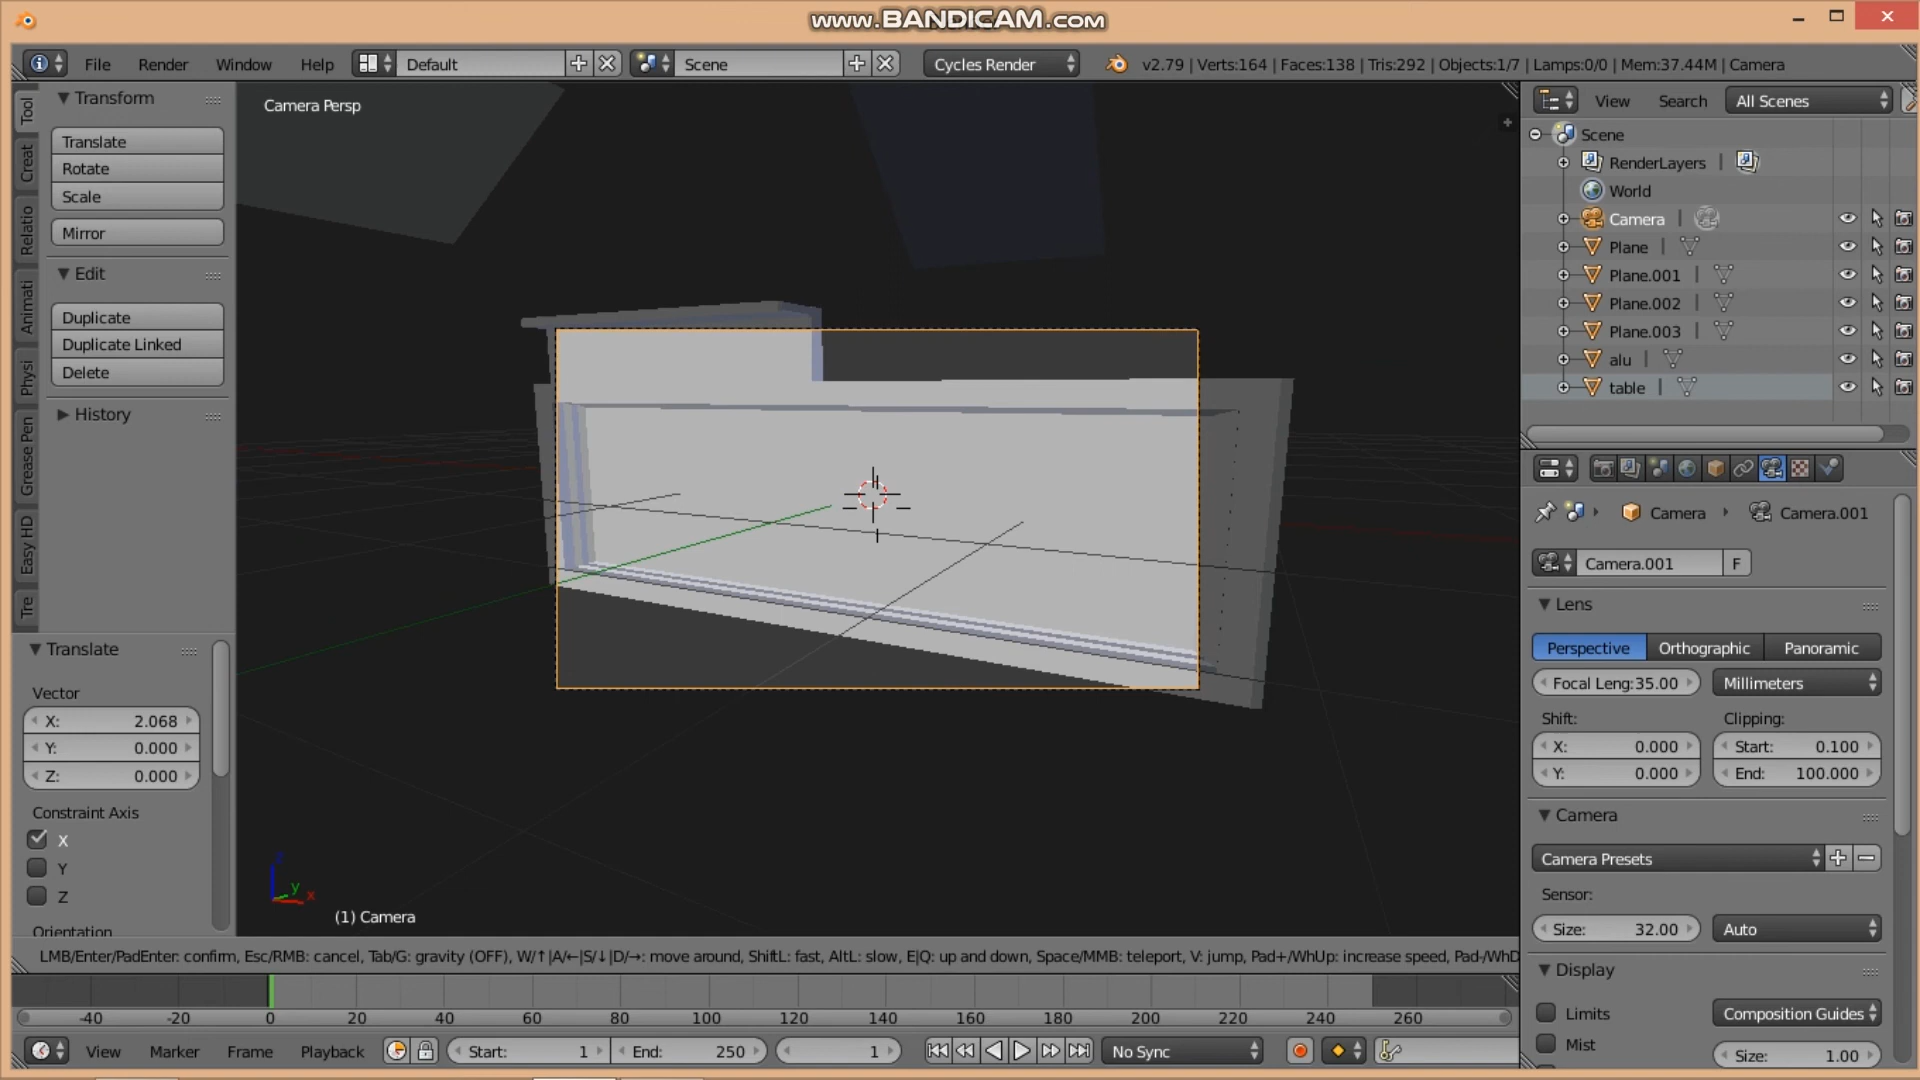 www.BANDICAM.com
File Render Window Help Default Scene Cycles Render v2.79 | Verts:164 | Faces:138 | Tris:292 | Objects:1/7 | Lamps:0/0 | Mem:37.44M | Camera
Tool
Creat
Relatio
Animati
Physi
Grease Pen
Easy HD
Tre
Transform
Translate
Rotate
Scale
Mirror
Edit
Duplicate
Duplicate Linked
Delete
History
Translate
Vector
X: 2.068
Y: 0.000
Z: 0.000
Constraint Axis
X
Y
Z
Orientation
Camera Persp
z
y
x
(1) Camera
LMB/Enter/PadEnter: confirm, Esc/RMB: cancel, Tab/G: gravity (OFF), W/↑|A/←|S/↓|D/→: move around, ShiftL: fast, AltL: slow, E|Q: up and down, Space/MMB: teleport, V: jump, Pad+/WhUp: increase speed, Pad-/WhD
-40 -20 0 20 40 60 80 100 120 140 160 180 200 220 240 260
View Marker Frame Playback Start: 1 End: 250 1 No Sync
View Search All Scenes
Scene
RenderLayers |
World
Camera |
Plane |
Plane.001 |
Plane.002 |
Plane.003 |
alu |
table |
Camera Camera.001
Camera.001 F
Lens
Perspective Orthographic Panoramic
Focal Leng:35.00 Millimeters
Shift: Clipping:
X: 0.000 Start: 0.100
Y: 0.000 End: 100.000
Camera
Camera Presets
Sensor:
Size: 32.00 Auto
Display
Limits Composition Guides
Mist Size: 1.00